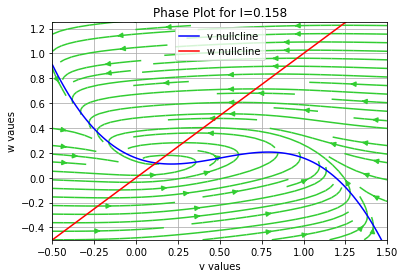 Phase Plot for I=0.158
v nullcline
w nullcline
1.2
1.0
0.8
0.6
0.4
0.2
0.0
−0.2
−0.4
w values
−0.50 −0.25 0.00 0.25 0.50 0.75 1.00 1.25 1.50
v values